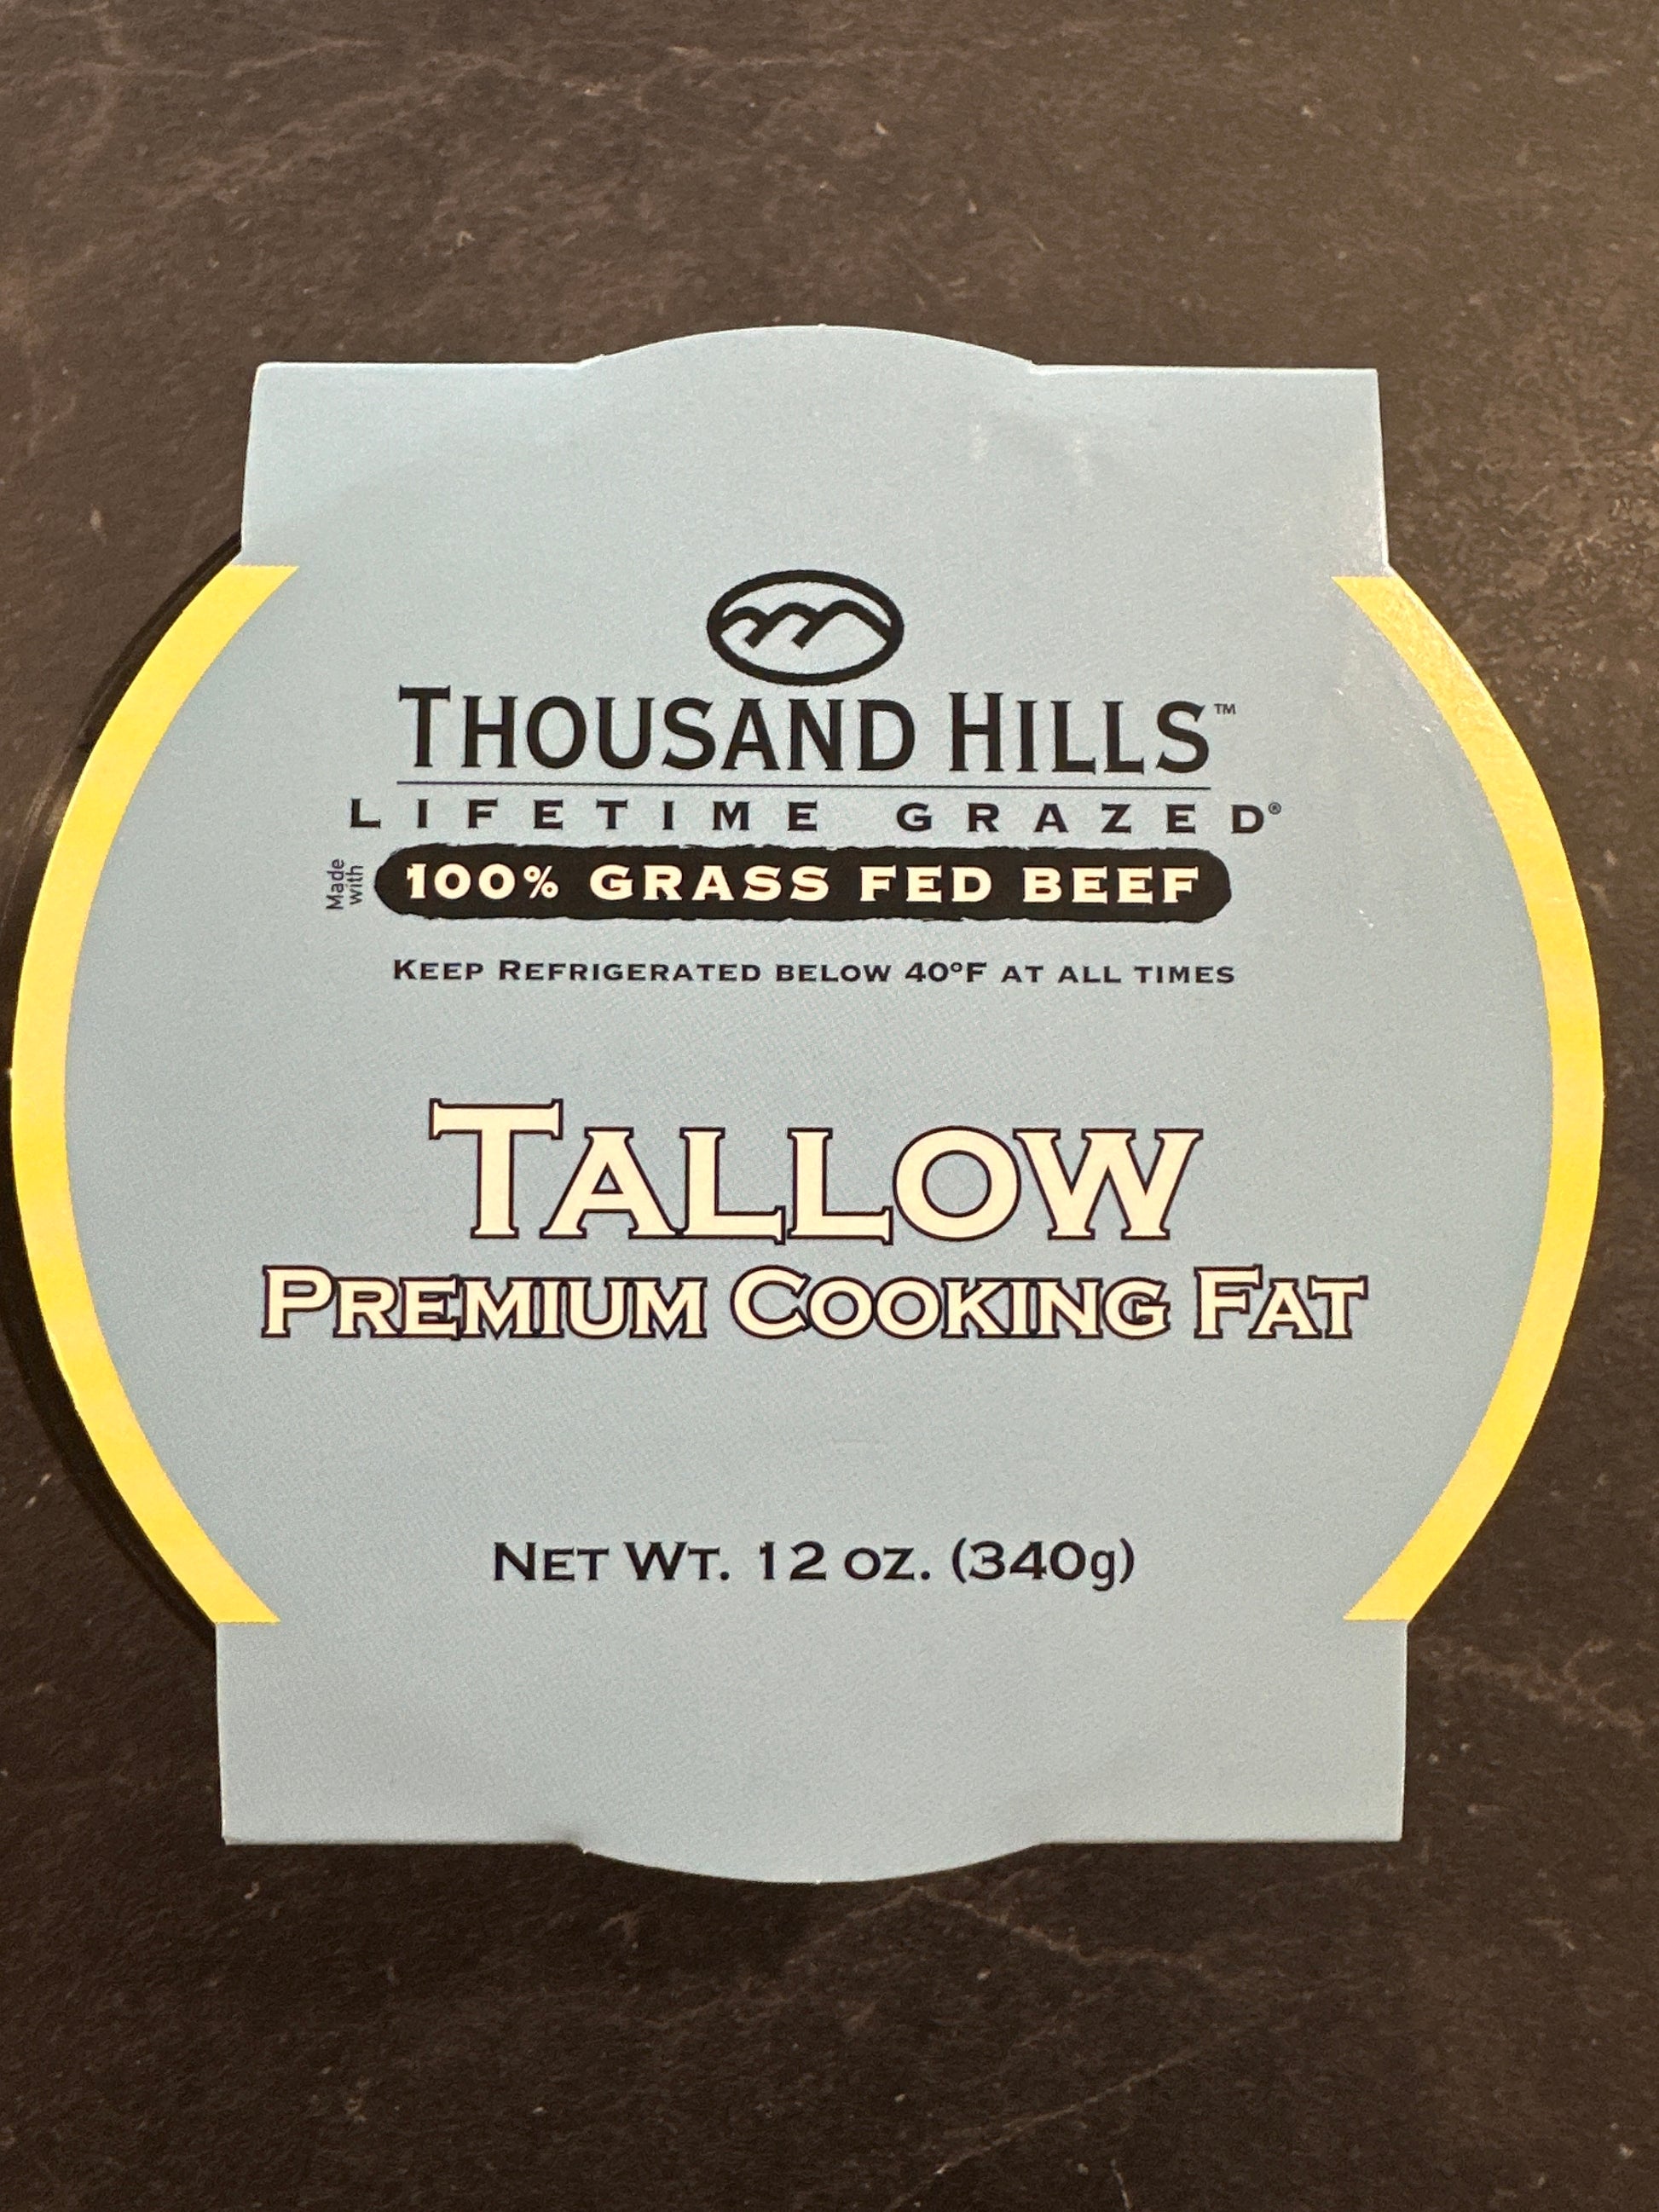 THOUSAND HILLS™
LIFETIME GRAZED®
Made
with
100% GRASS FED BEEF
KEEP REFRIGERATED BELOW 40ºF AT ALL TIMES
TALLOW
PREMIUM COOKING FAT
NET WT. 12 OZ. (340g)